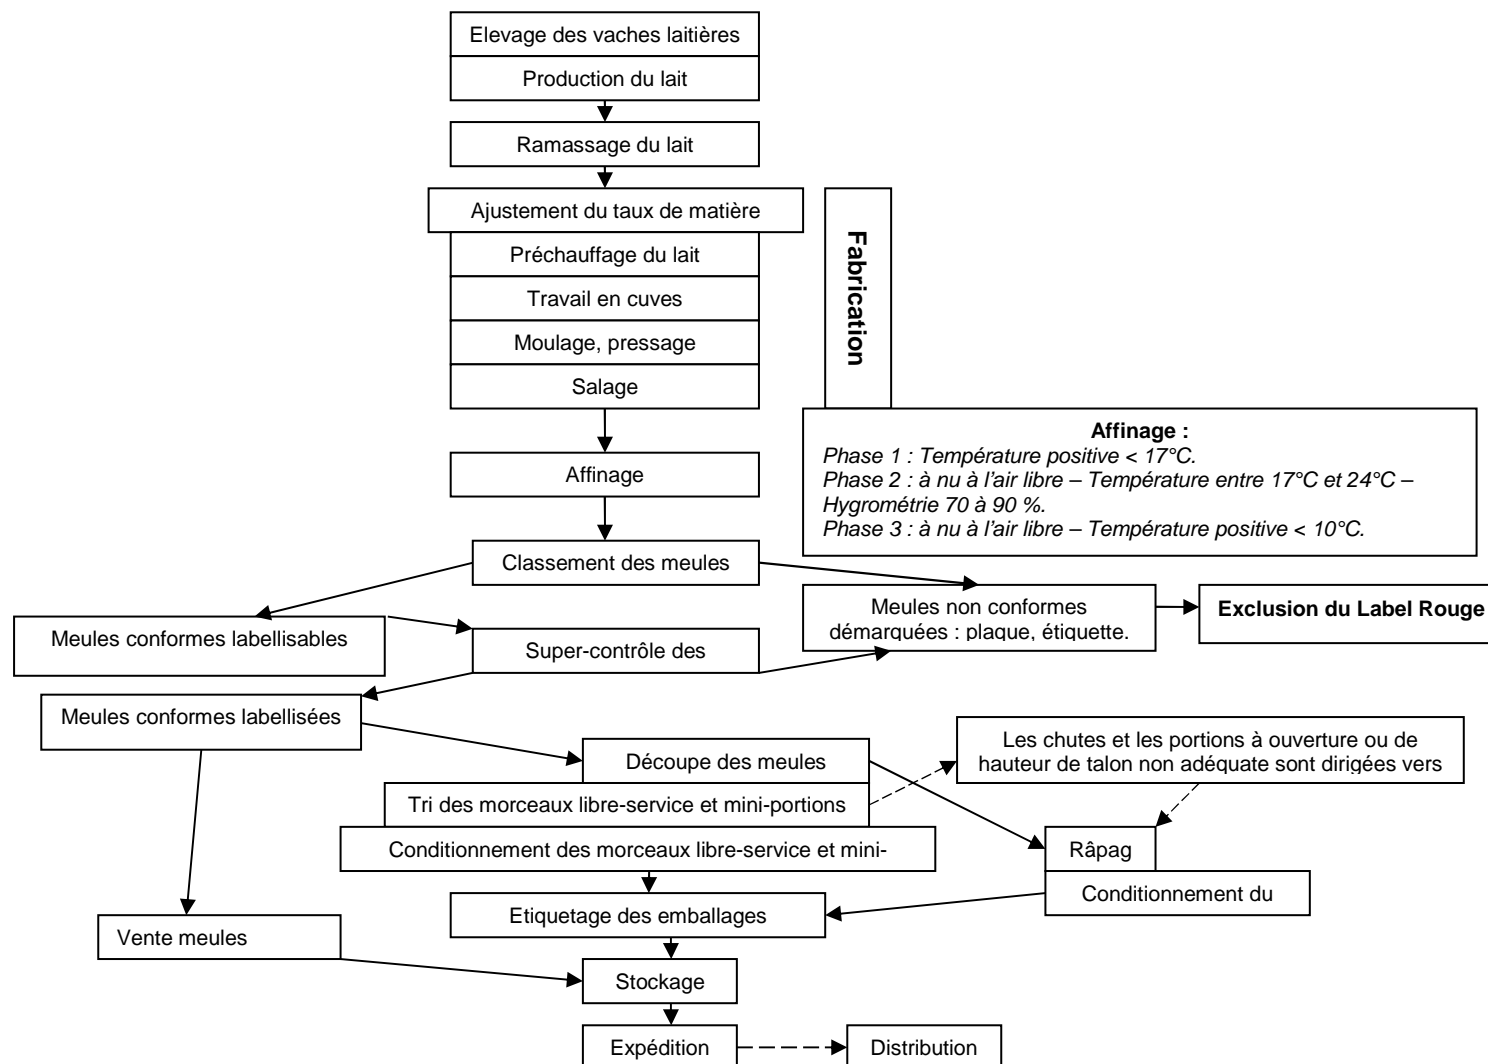 Elevage des vaches laitières
Production du lait
Ramassage du lait
Ajustement du taux de matière
Préchauffage du lait
Travail en cuves
Moulage, pressage
Salage
Fabrication
Affinage :
Phase 1 : Température positive < 17°C.
Phase 2 : à nu à l'air libre – Température entre 17°C et 24°C –
Hygrométrie 70 à 90 %.
Phase 3 : à nu à l'air libre – Température positive < 10°C.
Affinage
Classement des meules
Meules non conformes
démarquées : plaque, étiquette.
Exclusion du Label Rouge
Meules conformes labellisables
Super-contrôle des
Meules conformes labellisées
Découpe des meules
Les chutes et les portions à ouverture ou de
hauteur de talon non adéquate sont dirigées vers
Tri des morceaux libre-service et mini-portions
Conditionnement des morceaux libre-service et mini-
Râpag
Conditionnement du
Etiquetage des emballages
Vente meules
Stockage
Expédition
Distribution